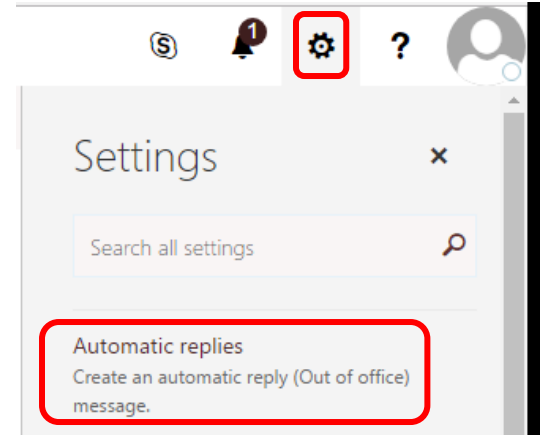 1
?
Settings
Search all settings
Automatic replies
Create an automatic reply (Out of office)
message.